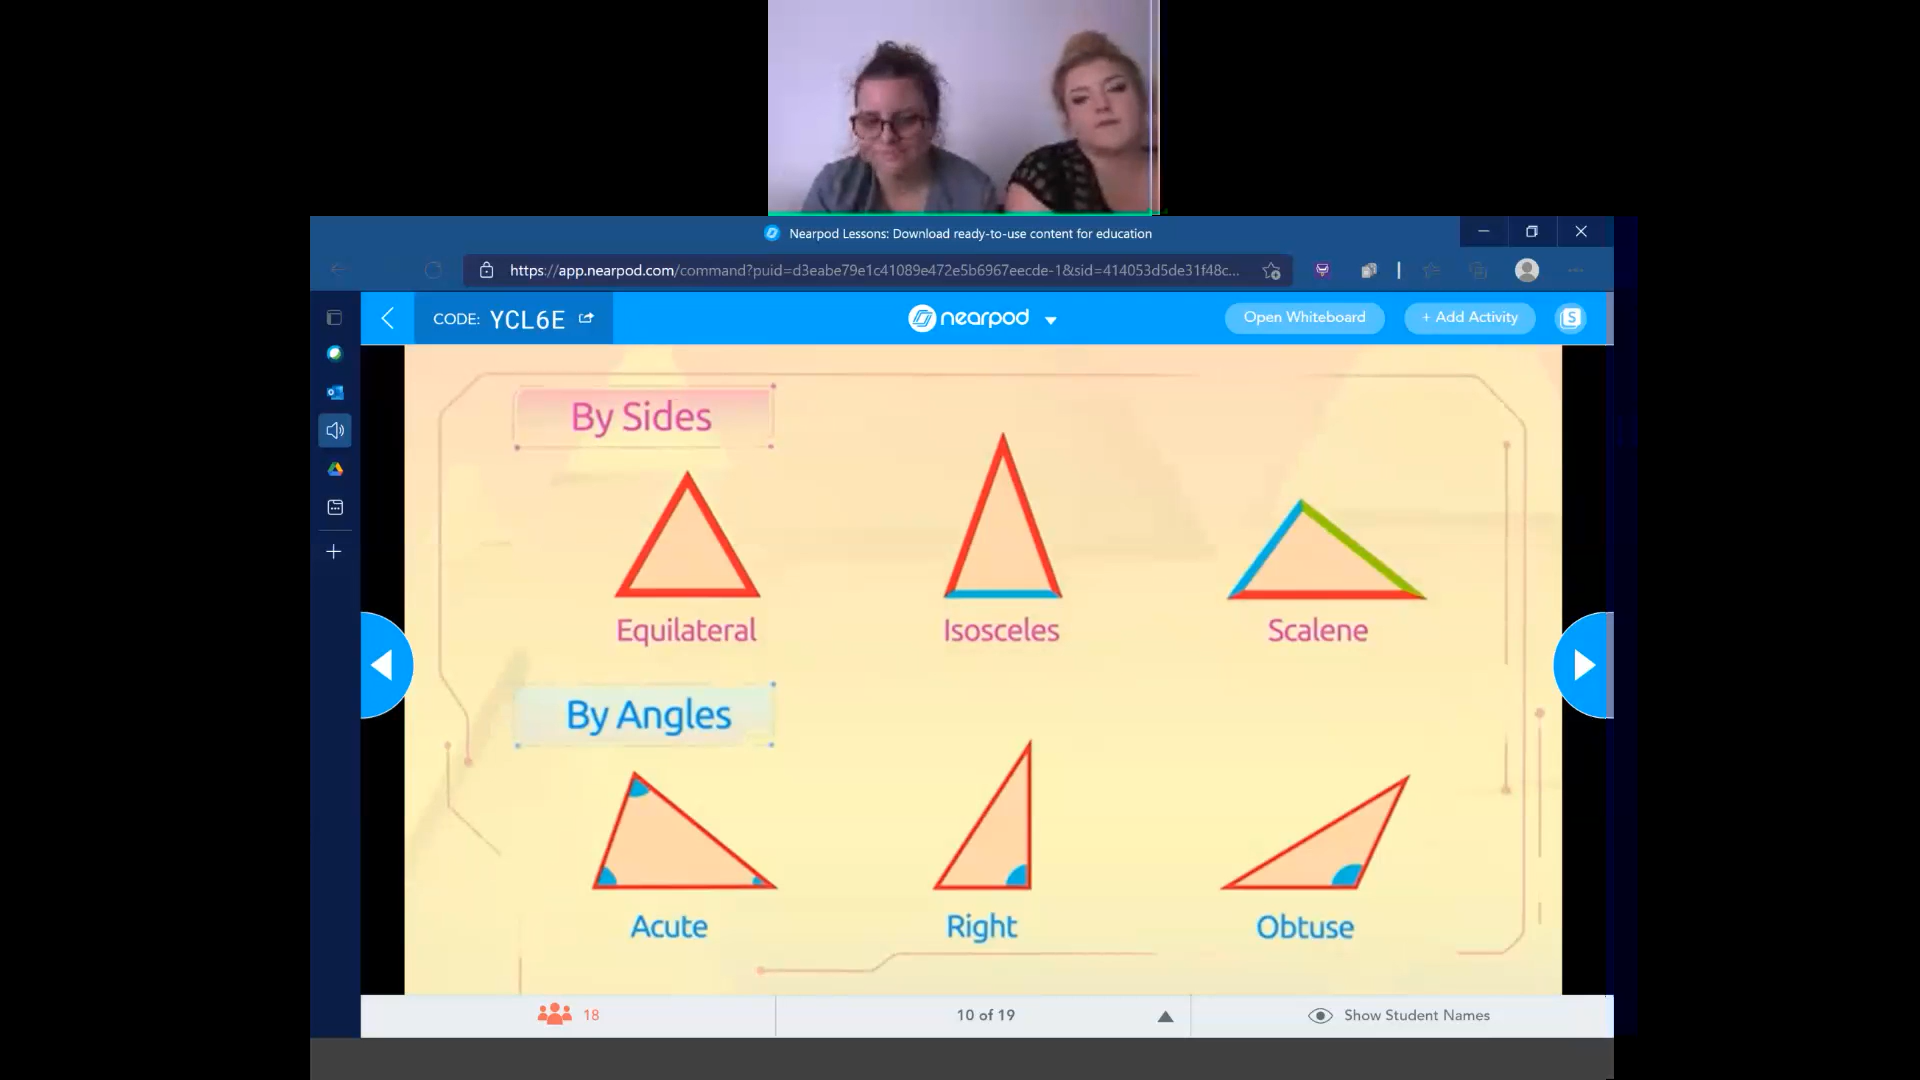 Nearpod Lessons: Download ready-to-use content for education
https://app.nearpod.com/command?puid=d3eabe79e1c41089e472e5b6967eecde-1&sid=414053d5de31f48c...
CODE: YCL6E
nearpod
Open Whiteboard
+ Add Activity
S
By Sides
Equilateral
Isosceles
Scalene
By Angles
Acute
Right
Obtuse
18
10 of 19
Show Student Names